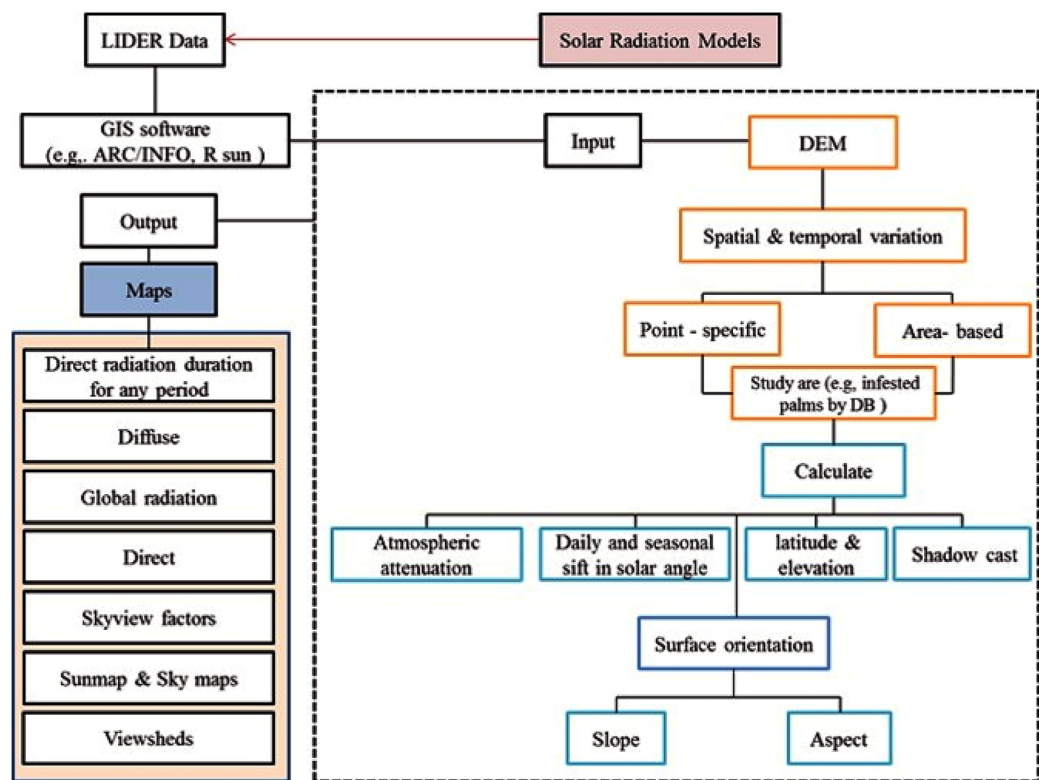 LIDER Data
Solar Radiation Models
GIS software
(e.g,. ARC/INFO, R sun )
Input
DEM
Output
Spatial & temporal variation
Maps
Point - specific
Area- based
Direct radiation duration
for any period
Study are (e.g, infested
palms by DB )
Diffuse
Calculate
Global radiation
Direct
Atmospheric
attenuation
Daily and seasonal
sift in solar angle
latitude &
elevation
Shadow cast
Skyview factors
Surface orientation
Sunmap & Sky maps
Viewsheds
Slope
Aspect